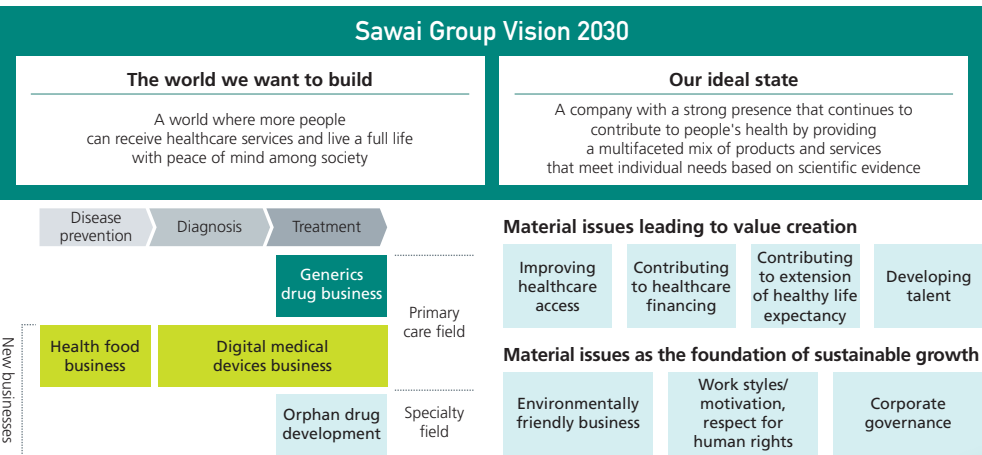 Sawai Group Vision 2030
The world we want to build
A world where more people
can receive healthcare services and live a full life
with peace of mind among society
Our ideal state
A company with a strong presence that continues to
contribute to people's health by providing
a multifaceted mix of products and services
that meet individual needs based on scientific evidence
Disease
prevention
Diagnosis
Treatment
Generics
drug business
Primary
care field
New businesses
Health food
business
Digital medical
devices business
Orphan drug
development
Specialty
field
Material issues leading to value creation
Improving
healthcare
access
Contributing
to healthcare
financing
Contributing
to extension
of healthy life
expectancy
Developing
talent
Material issues as the foundation of sustainable growth
Environmentally
friendly business
Work styles/
motivation,
respect for
human rights
Corporate
governance